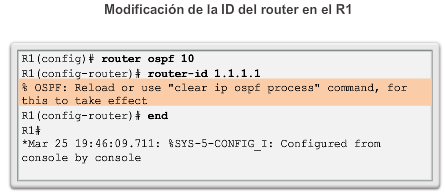 Modificación de la ID del router en el R1
R1(config)# router ospf 10
R1(config-router)# router-id 1.1.1.1
% OSPF: Reload or use "clear ip ospf process" command, for
this to take effect
R1(config-router)# end
R1#
*Mar 25 19:46:09.711: %SYS-5-CONFIG_I: Configured from
console by console